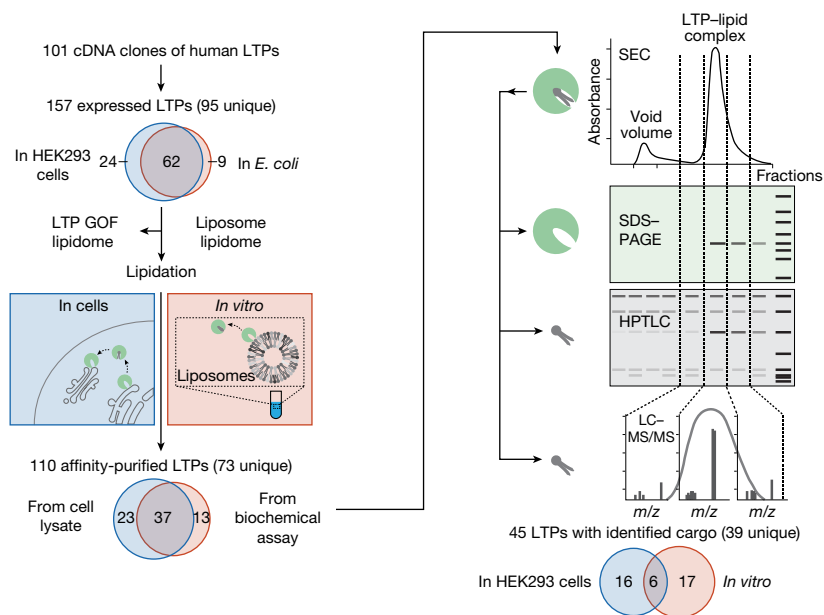 101 cDNA clones of human LTPs
157 expressed LTPs (95 unique)
In HEK293
cells
24
62
9
In E. coli
LTP GOF
lipidome
Liposome
lipidome
Lipidation
In cells
In vitro
Liposomes
110 affinity-purified LTPs (73 unique)
From cell
lysate
23
37
13
From
biochemical
assay
LTP–lipid
complex
SEC
Absorbance
Void
volume
Fractions
SDS–
PAGE
HPTLC
LC–
MS/MS
m/z
m/z
m/z
45 LTPs with identified cargo (39 unique)
In HEK293 cells
16
6
17
In vitro